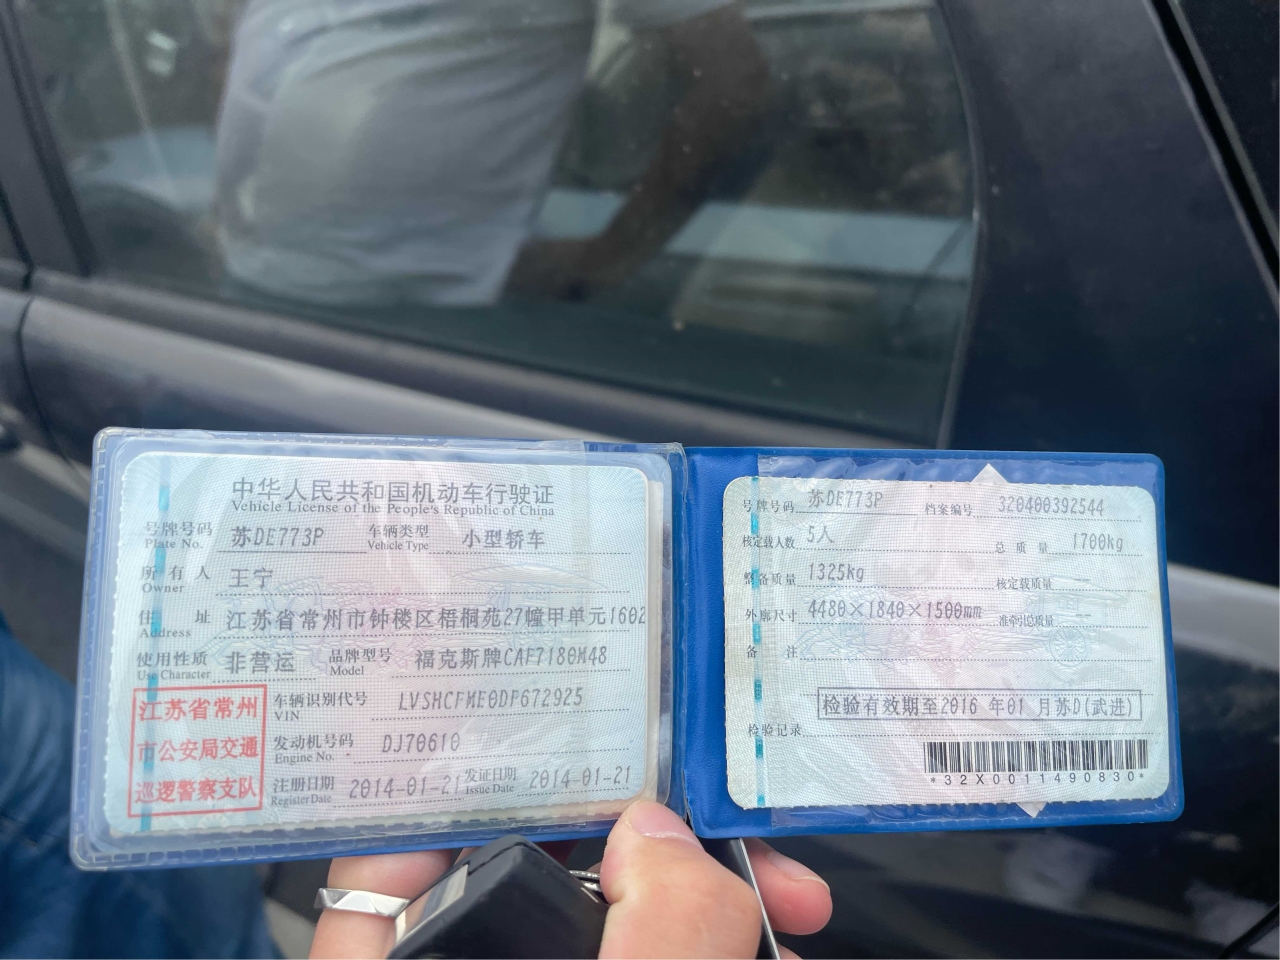 中华人民共和国机动车行驶证
Vehicle License of the People's Republic of China
号牌号码 苏DE773P 车辆类型 小型轿车
Plate No. Vehicle Type
所有人 王宁
Owner
住址 江苏省常州市钟楼区梧桐苑27幢甲单元1602
Address
使用性质 非营运 品牌型号 福克斯牌CAF7180M48
Use Character Model
江苏省常州
市公安局交通
巡逻警察支队
车辆识别代号 LVSHCFME0DP672925
VIN
发动机号码 DJ70610
Engine No.
注册日期 2014-01-21 发证日期 2014-01-21
Register Date Issue Date
号牌号码 苏DE773P 档案编号 320400392544
核定载人数 5人 总质量 1700kg
整备质量 1325kg 核定载质量 --
外廓尺寸 4480×1840×1500mm 准牵引总质量 --
备注
检验有效期至2016 年01 月苏D(武进)
检验记录
*32X0011490830*